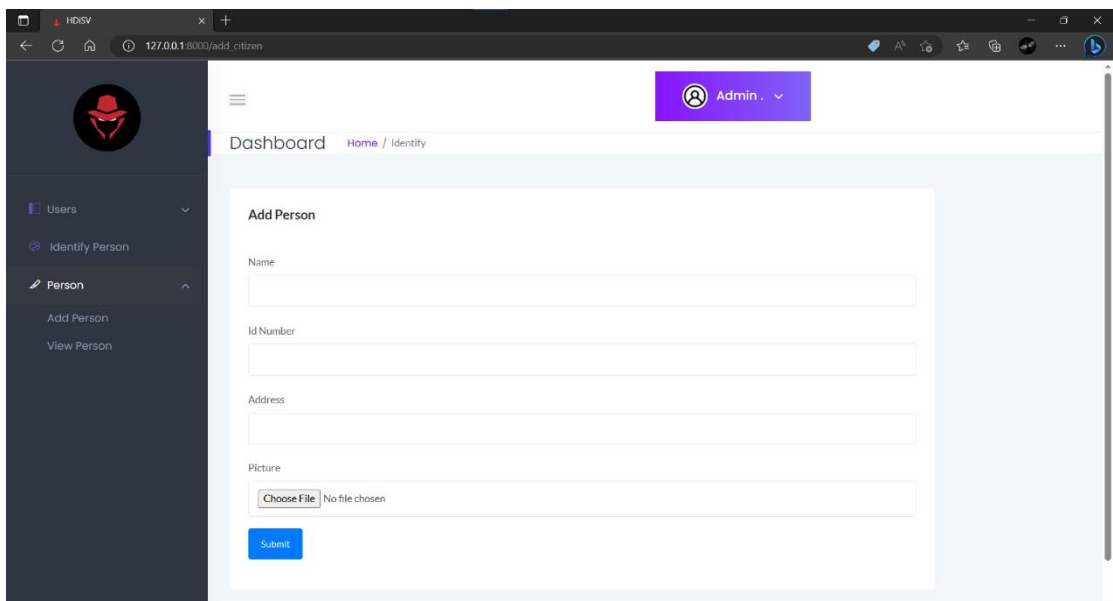 HDiSV
127.0.0.1:8000/add_citizen
Admin .
Dashboard Home / Identify
Users
Identify Person
Person
Add Person
View Person
Add Person
Name
Id Number
Address
Picture
Choose File No file chosen
Submit